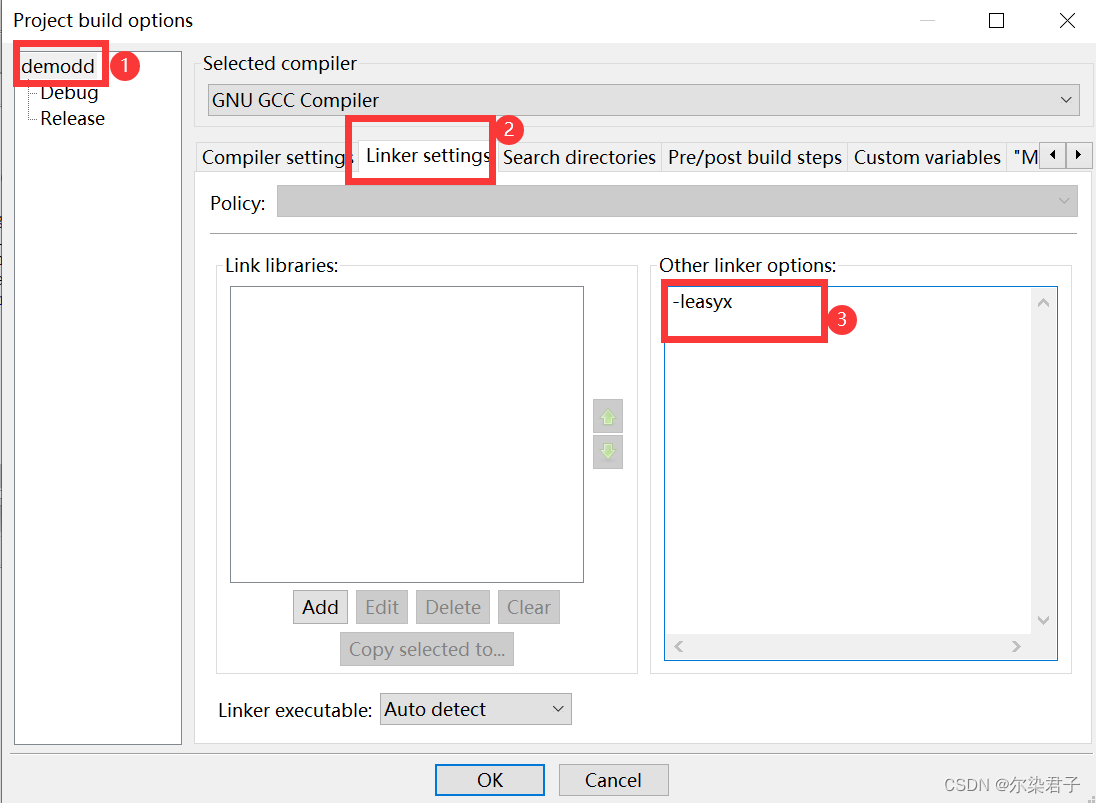 Project build options
demodd
1
Debug
Release
Selected compiler
GNU GCC Compiler
2
Compiler settings
Linker settings
Search directories
Pre/post build steps
Custom variables
"M
Policy:
Link libraries:
Other linker options:
-leasyx
3
Add
Edit
Delete
Clear
Copy selected to...
Linker executable:
Auto detect
OK
Cancel
CSDN @尔染君子